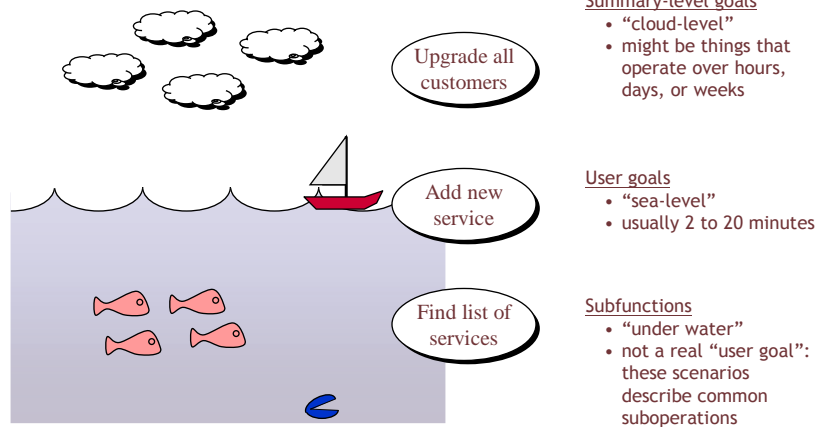 Summary-level goals
• “cloud-level”
• might be things that
operate over hours,
days, or weeks
Upgrade all
customers
User goals
• “sea-level”
• usually 2 to 20 minutes
Add new
service
Subfunctions
• “under water”
• not a real “user goal”:
these scenarios
describe common
suboperations
Find list of
services